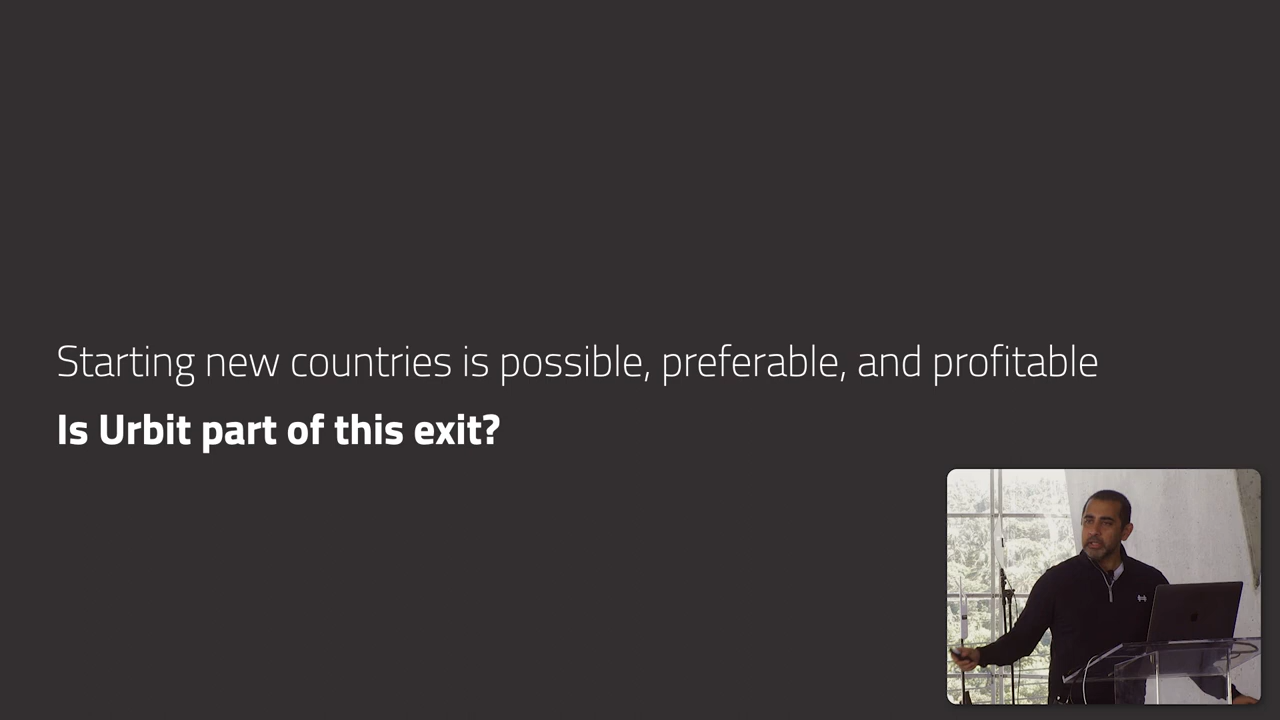 Starting new countries is possible, preferable, and profitable
Is Urbit part of this exit?